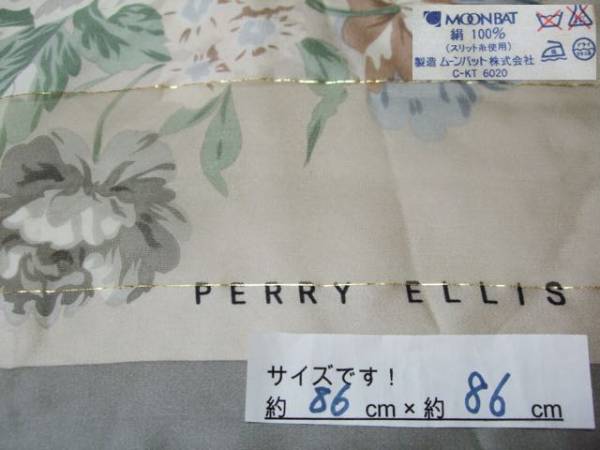 MOONBAT
絹 100%
(スリット糸使用)
製造 ムーンバット株式会社
C-KT 6020
PERRY ELLIS
サイズです!
約 86 cm×約 86 cm